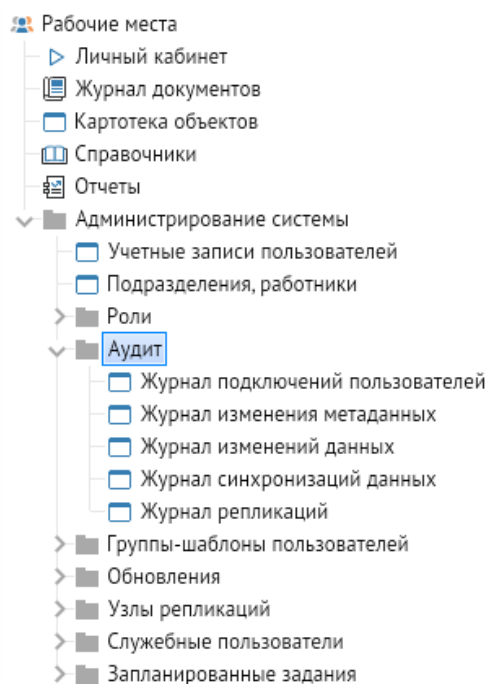 Рабочие места
Личный кабинет
Журнал документов
Картотека объектов
Справочники
Отчеты
Администрирование системы
Учетные записи пользователей
Подразделения, работники
Роли
Аудит
Журнал подключений пользователей
Журнал изменения метаданных
Журнал изменений данных
Журнал синхронизаций данных
Журнал репликаций
Группы-шаблоны пользователей
Обновления
Узлы репликаций
Служебные пользователи
Запланированные задания